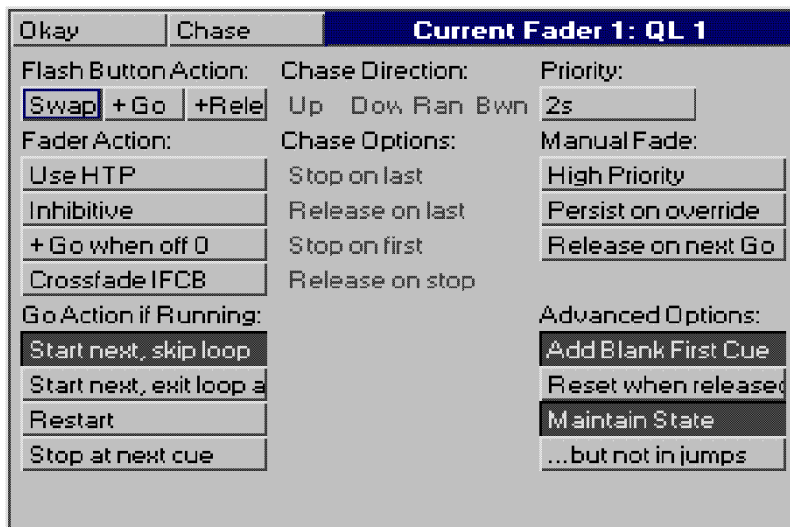 Okay Chase Current Fader 1: QL 1
Flash Button Action: Chase Direction: Priority:
Swap +Go +Rele Up Dow Ran Bwn 2s
Fader Action: Chase Options: Manual Fade:
Use HTP Stop on last High Priority
Inhibitive Release on last Persist on override
+Go when off 0 Stop on first Release on next Go
Crossfade IFCB Release on stop
Go Action if Running: Advanced Options:
Start next, skip loop Add Blank First Cue
Start next, exit loop a Reset when released
Restart Maintain State
Stop at next cue ...but not in jumps